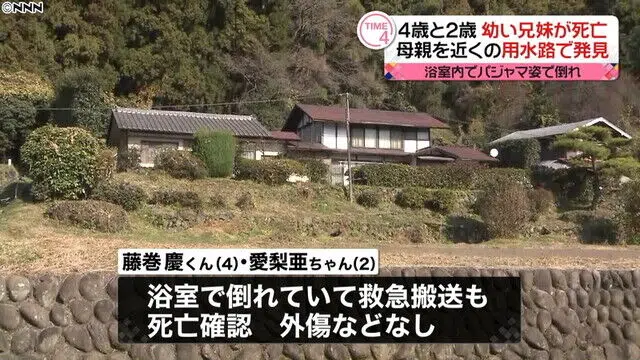 NNN
TIME
4
4歳と2歳 幼い兄妹が死亡
母親を近くの用水路で発見
浴室内でパジャマ姿で倒れ
藤巻 慶くん(4)・愛梨亜ちゃん(2)
浴室で倒れていて救急搬送も
死亡確認 外傷などなし